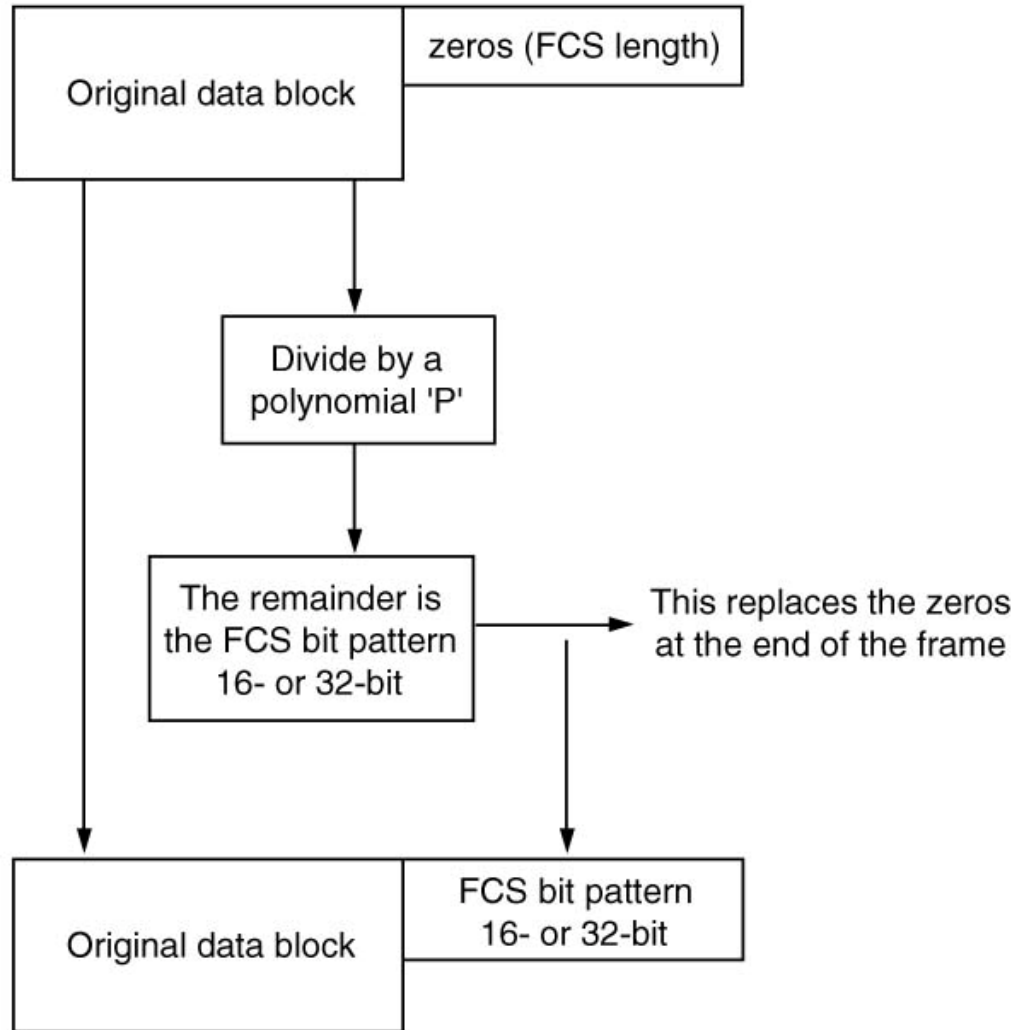 zeros (FCS length)
Original data block
Divide by a
polynomial 'P'
The remainder is
the FCS bit pattern
16- or 32-bit
This replaces the zeros
at the end of the frame
FCS bit pattern
16- or 32-bit
Original data block